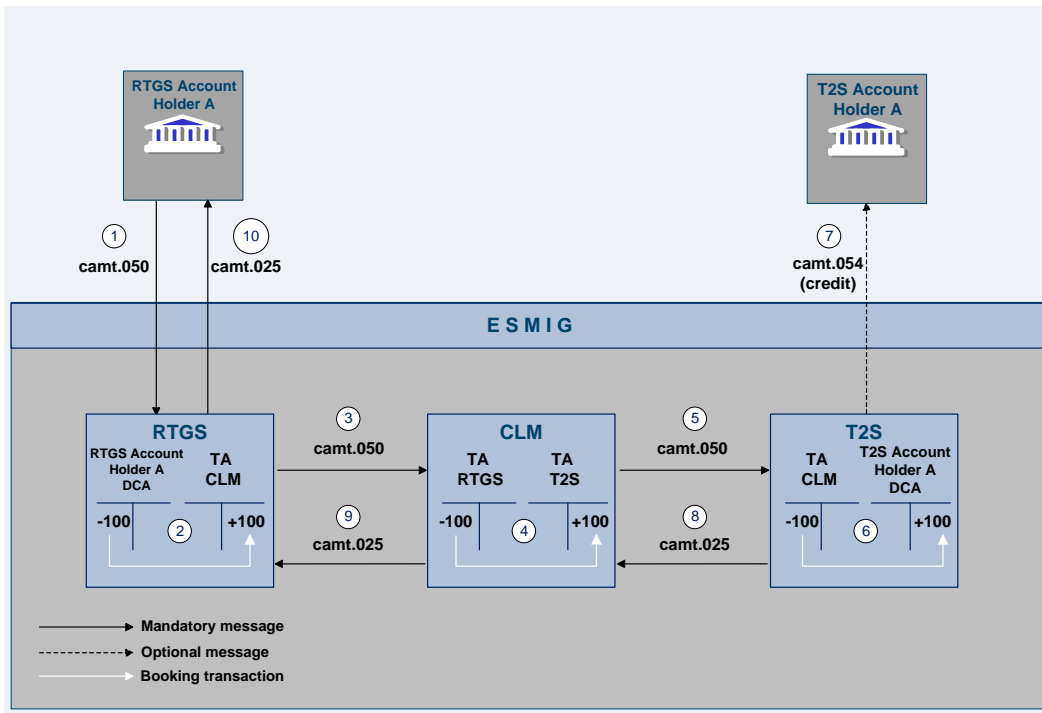 RTGS Account
Holder A
T2S Account
Holder A
1
camt.050
10
camt.025
7
camt.054
(credit)
E S M I G
RTGS
RTGS Account
Holder A
DCA
TA
CLM
-100
2
+100
3
camt.050
9
camt.025
CLM
TA
RTGS
TA
T2S
-100
4
+100
5
camt.050
8
camt.025
T2S
TA
CLM
T2S Account
Holder A
DCA
-100
6
+100
Mandatory message
Optional message
Booking transaction